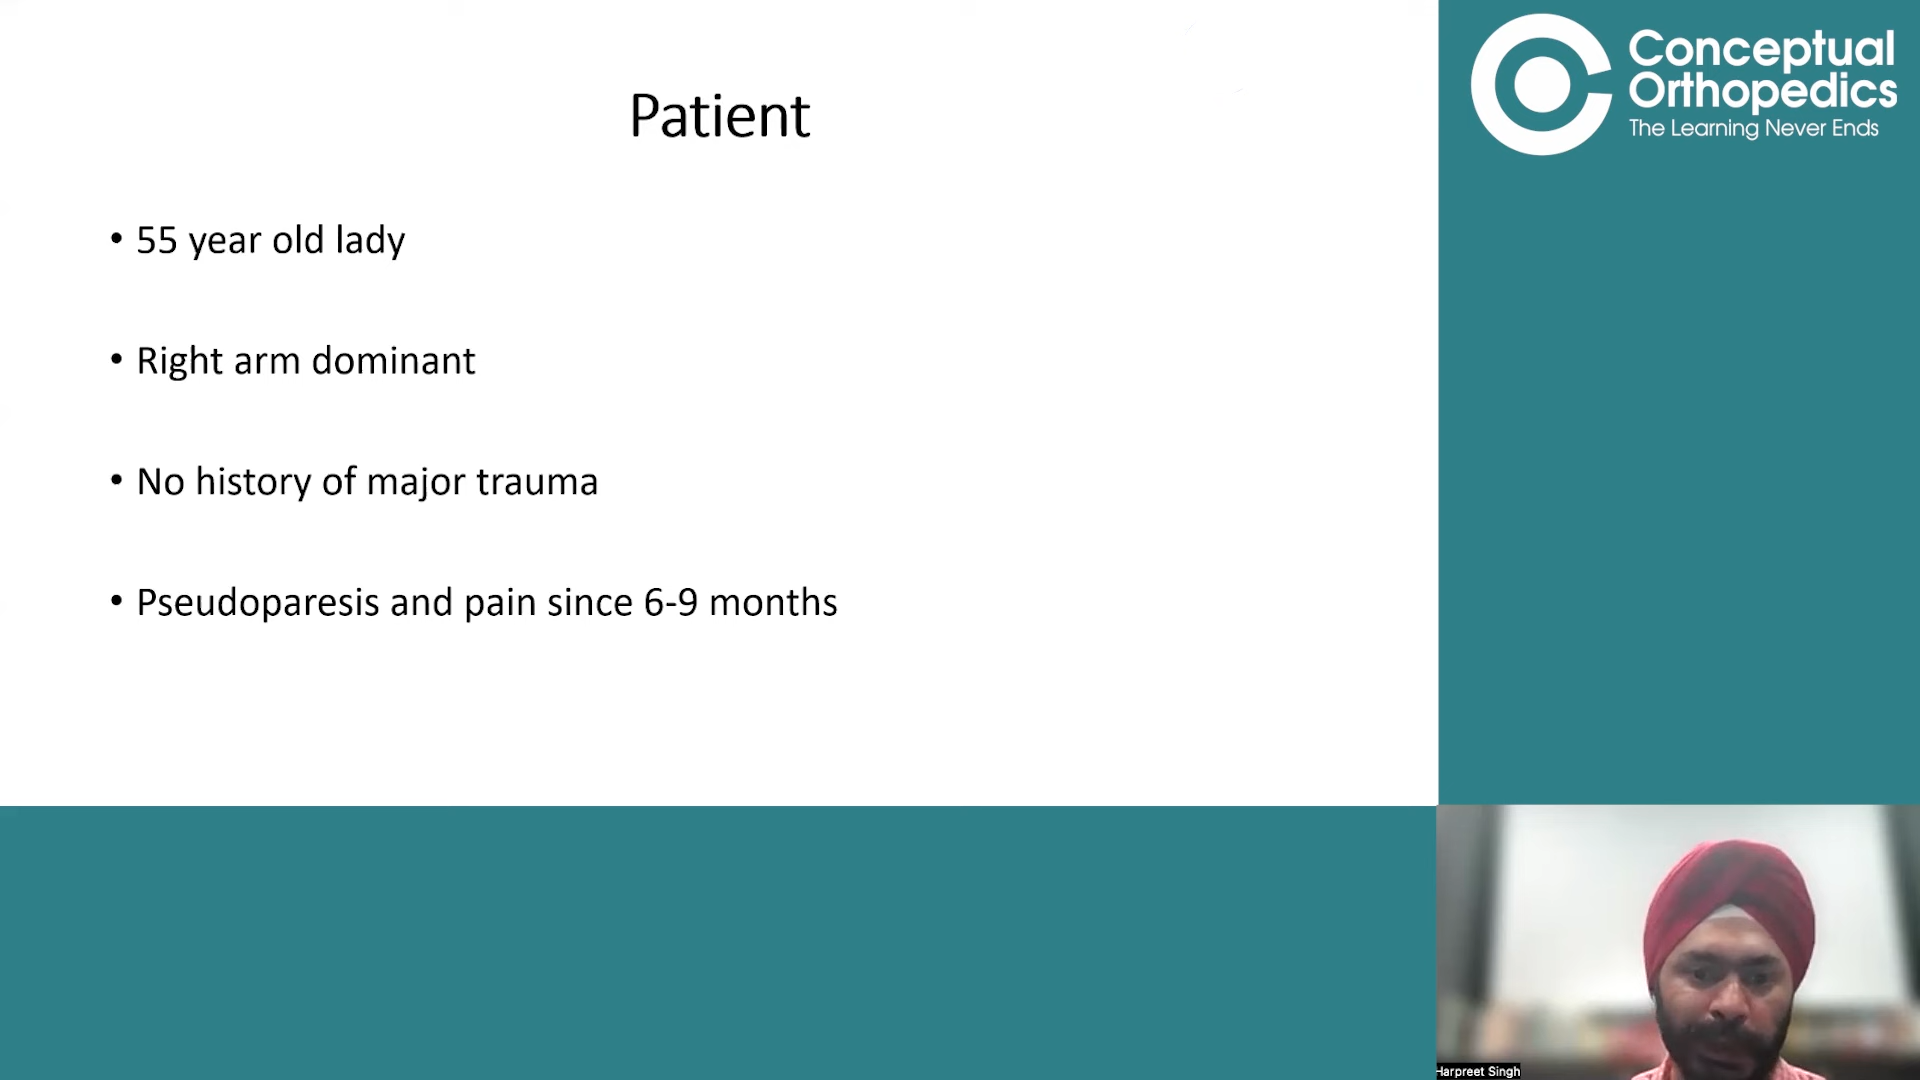 Patient
• 55 year old lady
• Right arm dominant
• No history of major trauma
• Pseudoparesis and pain since 6-9 months
Conceptual
Orthopedics
The Learning Never Ends
Harpreet Singh